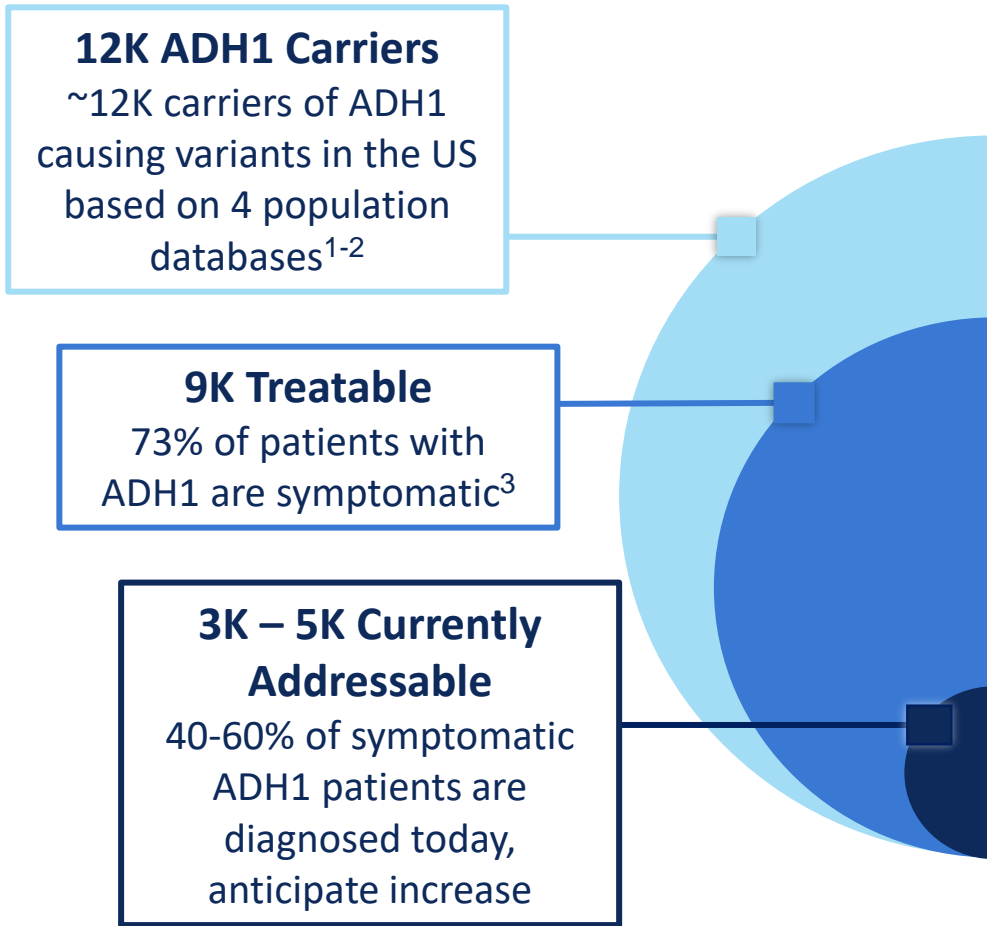 12K ADH1 Carriers
~12K carriers of ADH1
causing variants in the US
based on 4 population
databases1-2
9K Treatable
73% of patients with
ADH1 are symptomatic3
3K – 5K Currently
Addressable
40-60% of symptomatic
ADH1 patients are
diagnosed today,
anticipate increase